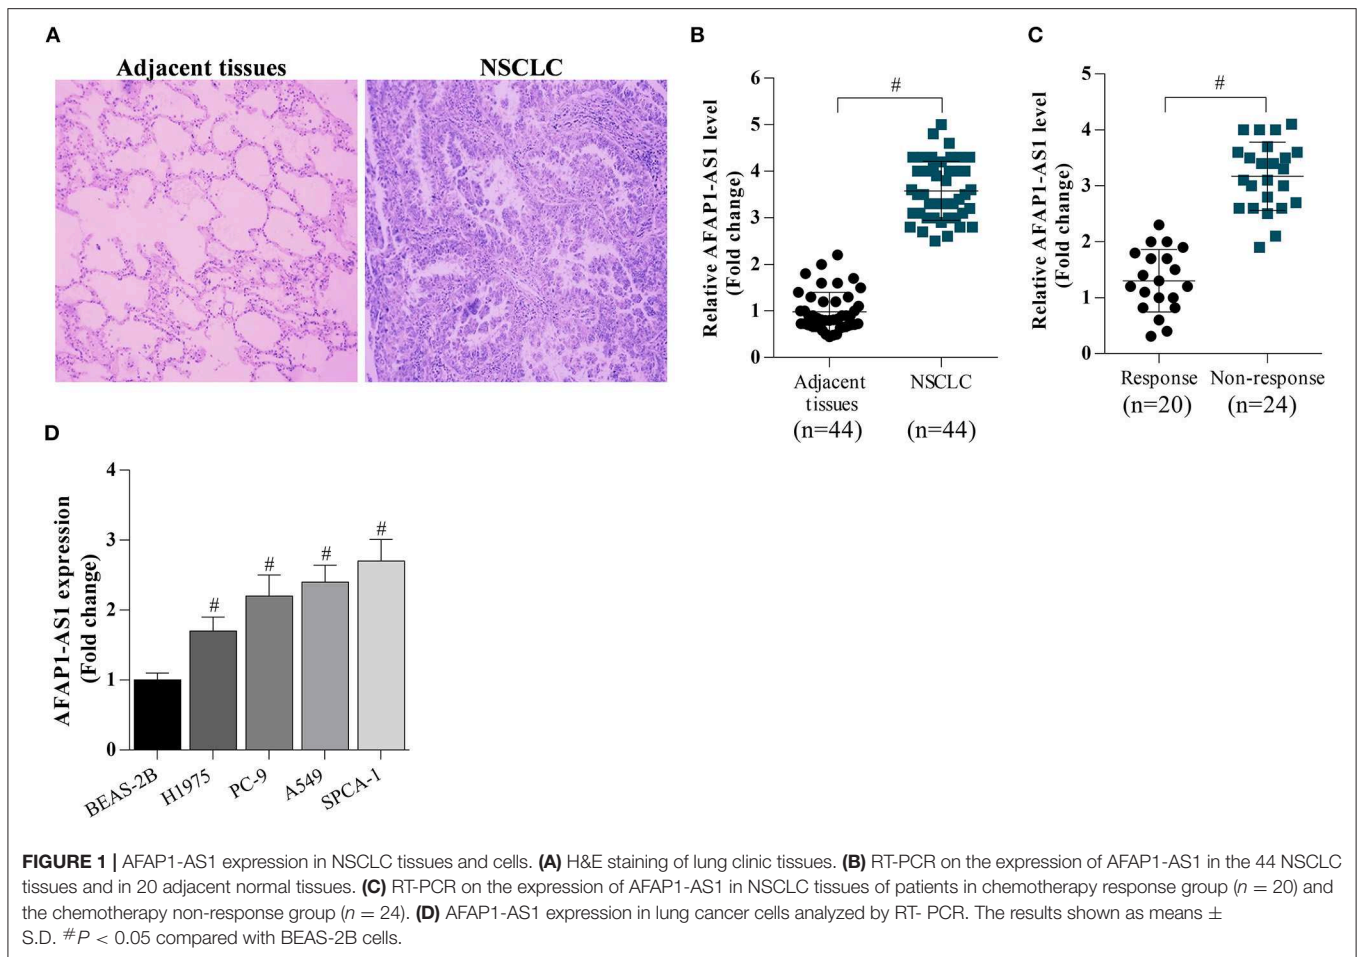 A
Adjacent tissues
NSCLC
B
Relative AFAP1-AS1 level
(Fold change)
6
5
4
3
2
1
0
#
Adjacent
tissues
(n=44)
NSCLC
(n=44)
C
Relative AFAP1-AS1 level
(Fold change)
5
4
3
2
1
0
#
Response
(n=20)
Non-response
(n=24)
D
AFAP1-AS1 expression
(Fold change)
4
3
2
1
0
#
#
#
#
BEAS-2B
H1975
PC-9
A549
SPCA-1
FIGURE 1 | AFAP1-AS1 expression in NSCLC tissues and cells. (A) H&E staining of lung clinic tissues. (B) RT-PCR on the expression of AFAP1-AS1 in the 44 NSCLC
tissues and in 20 adjacent normal tissues. (C) RT-PCR on the expression of AFAP1-AS1 in NSCLC tissues of patients in chemotherapy response group (n = 20) and
the chemotherapy non-response group (n = 24). (D) AFAP1-AS1 expression in lung cancer cells analyzed by RT- PCR. The results shown as means ±
S.D. #P < 0.05 compared with BEAS-2B cells.